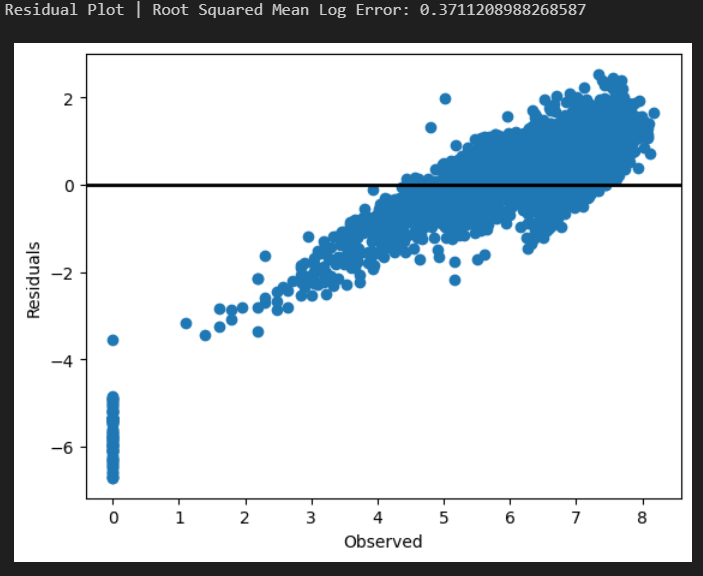 Residual Plot | Root Squared Mean Log Error: 0.3711208988268587
2
0
−2
−4
−6
Residuals
0 1 2 3 4 5 6 7 8
Observed